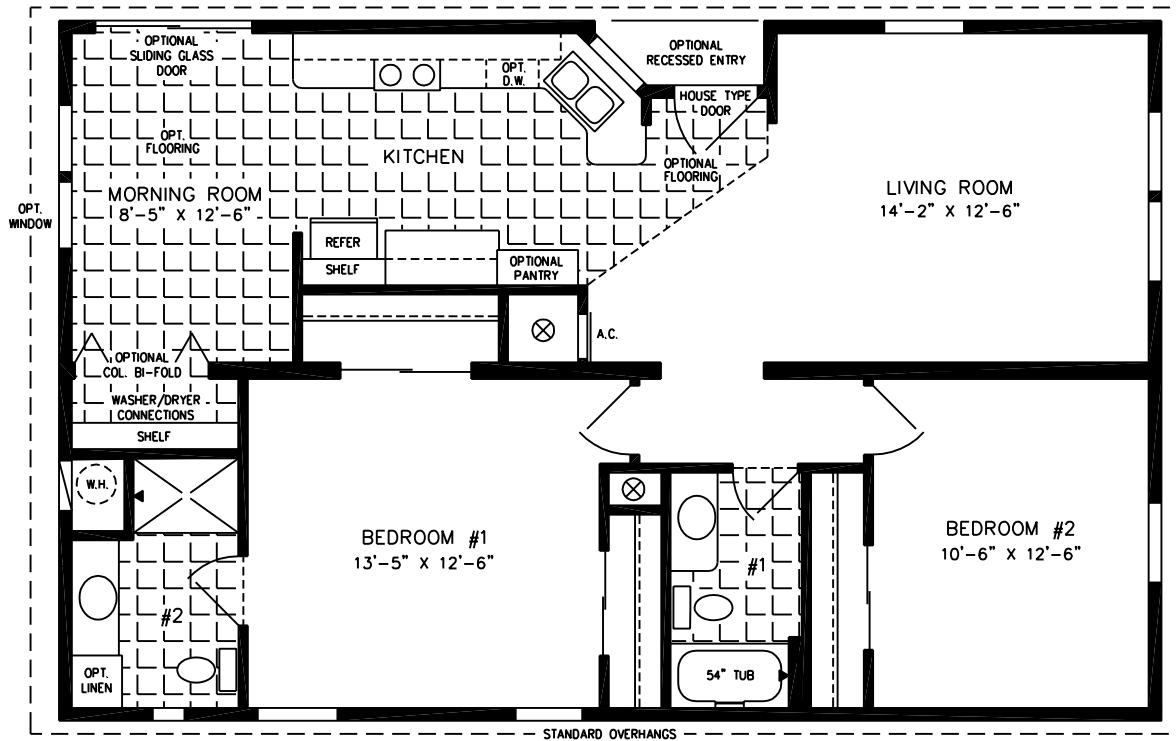 OPTIONAL
SLIDING GLASS
DOOR
OPT.
D.W.
OPTIONAL
RECESSED ENTRY
HOUSE TYPE
DOOR
OPT.
FLOORING
KITCHEN
OPTIONAL
FLOORING
MORNING ROOM
8'-5" X 12'-6"
LIVING ROOM
14'-2" X 12'-6"
OPT.
WINDOW
REFER
SHELF
OPTIONAL
PANTRY
A.C.
OPTIONAL
COL. BI-FOLD
WASHER/DRYER
CONNECTIONS
SHELF
W.H.
BEDROOM #1
13'-5" X 12'-6"
BEDROOM #2
10'-6" X 12'-6"
#1
#2
OPT.
LINEN
54" TUB
STANDARD OVERHANGS